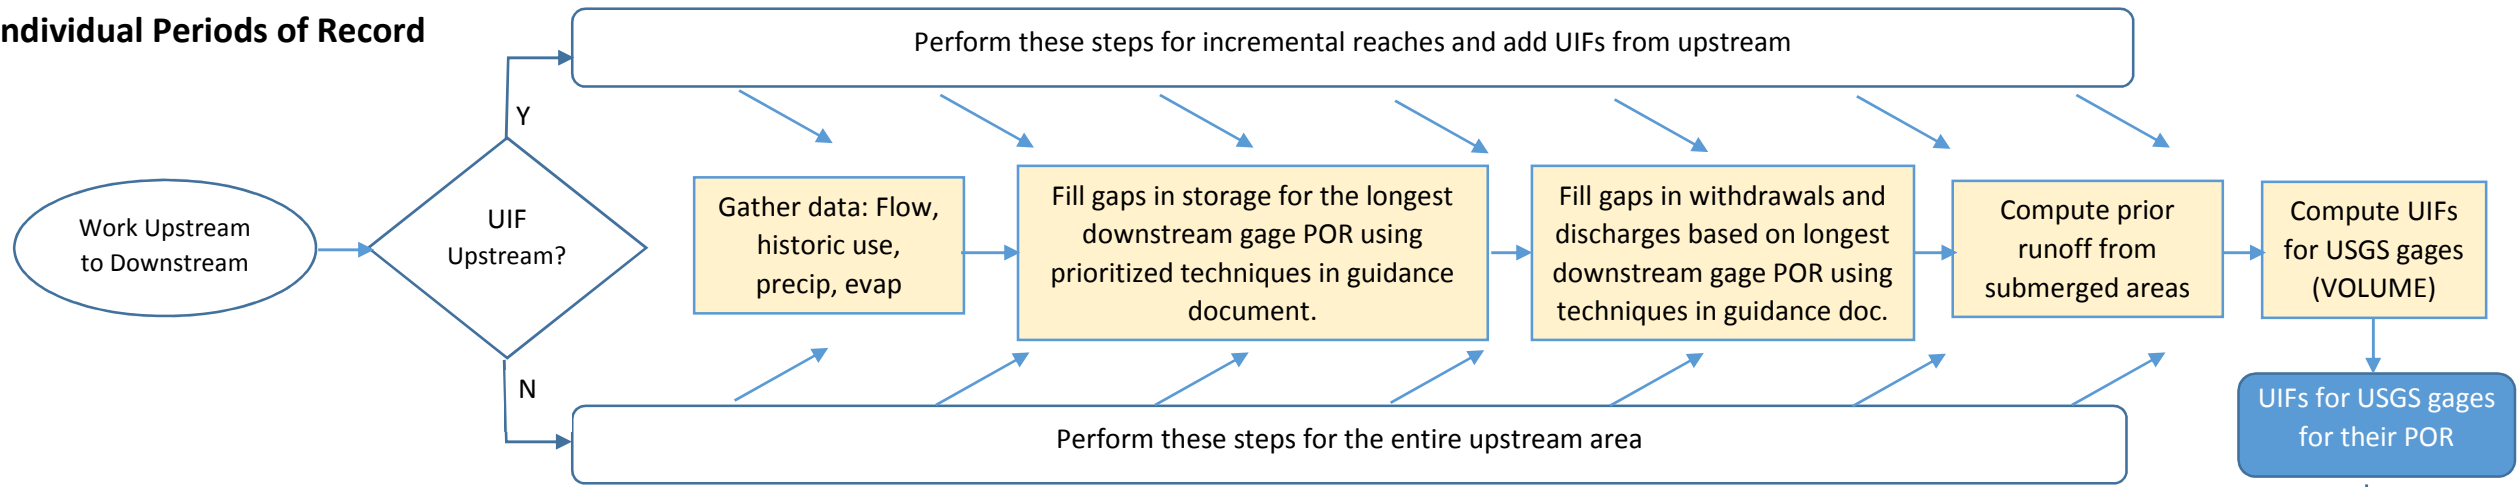 ndividual Periods of Record
Perform these steps for incremental reaches and add UIFs from upstream
Y
Work Upstream
to Downstream
UIF
Upstream?
Gather data: Flow,
historic use,
precip, evap
Fill gaps in storage for the longest
downstream gage POR using
prioritized techniques in guidance
document.
Fill gaps in withdrawals and
discharges based on longest
downstream gage POR using
techniques in guidance doc.
Compute prior
runoff from
submerged areas
Compute UIFs
for USGS gages
(VOLUME)
N
Perform these steps for the entire upstream area
UIFs for USGS gages
for their POR